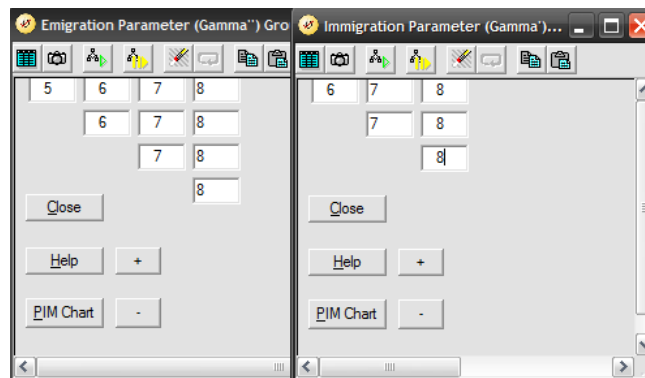 Emigration Parameter (Gamma'') Gro
5 6 7 8
6 7 8
7 8
8
Close
Help +
PIM Chart -
Immigration Parameter (Gamma')...
6 7 8
7 8
8
Close
Help +
PIM Chart -